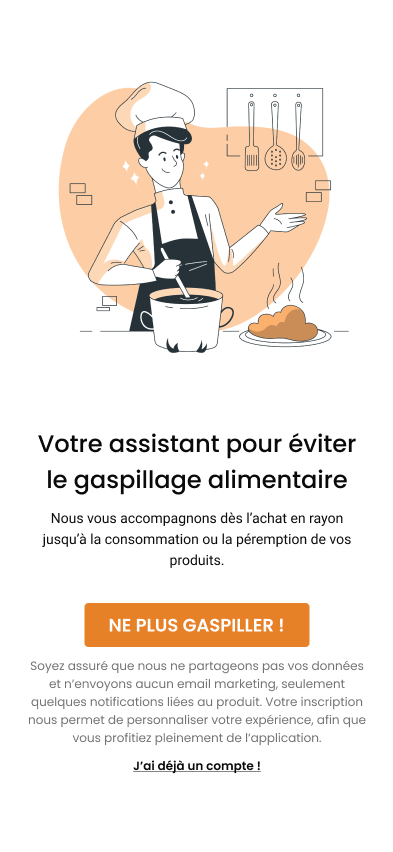 Votre assistant pour éviter
le gaspillage alimentaire
Nous vous accompagnons dès l’achat en rayon
jusqu’à la consommation ou la péremption de vos
produits.
NE PLUS GASPILLER !
Soyez assuré que nous ne partageons pas vos données
et n’envoyons aucun email marketing, seulement
quelques notifications liées au produit. Votre inscription
nous permet de personnaliser votre expérience, afin que
vous profitiez pleinement de l’application.
J’ai déjà un compte !